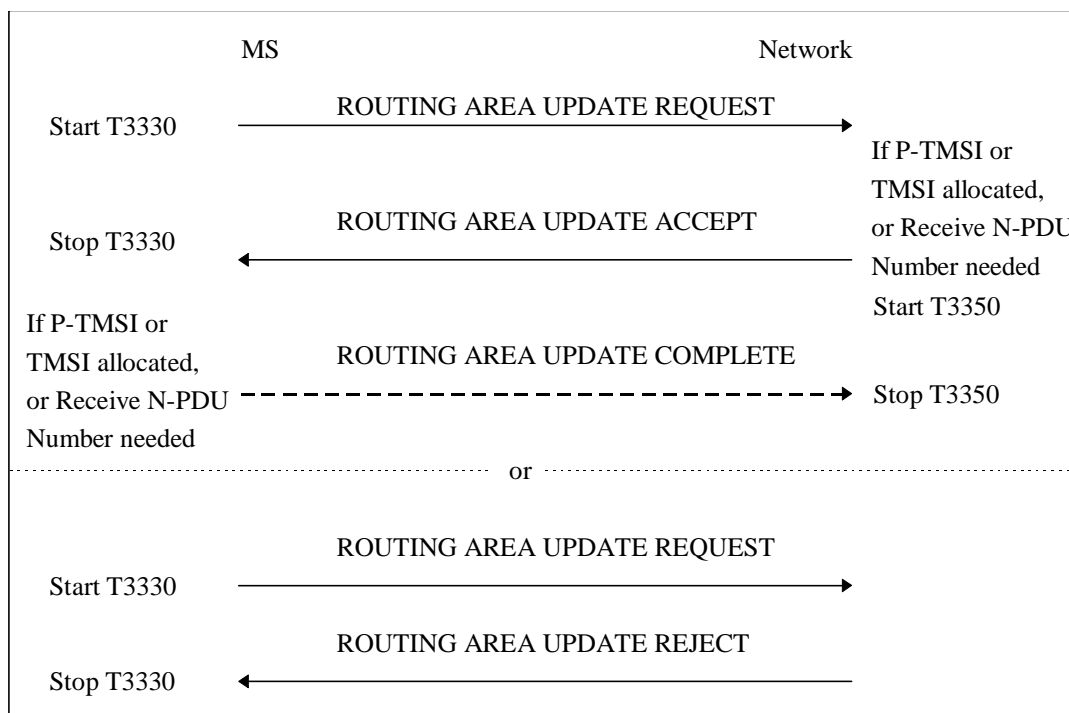 MS
Network
Start T3330
ROUTING AREA UPDATE REQUEST
If P-TMSI or
TMSI allocated,
or Receive N-PDU
Number needed
Start T3350
Stop T3330
ROUTING AREA UPDATE ACCEPT
If P-TMSI or
TMSI allocated,
or Receive N-PDU
Number needed
ROUTING AREA UPDATE COMPLETE
Stop T3350
or
Start T3330
ROUTING AREA UPDATE REQUEST
Stop T3330
ROUTING AREA UPDATE REJECT